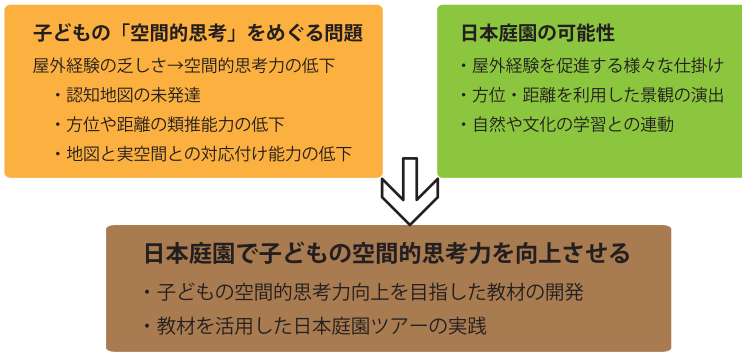 子どもの「空間的思考」をめぐる問題
屋外経験の乏しさ→空間的思考力の低下
・認知地図の未発達
・方位や距離の類推能力の低下
・地図と実空間との対応付け能力の低下
日本庭園の可能性
・屋外経験を促進する様々な仕掛け
・方位・距離を利用した景観の演出
・自然や文化の学習との連動
日本庭園で子どもの空間的思考力を向上させる
・子どもの空間的思考力向上を目指した教材の開発
・教材を活用した日本庭園ツアーの実践